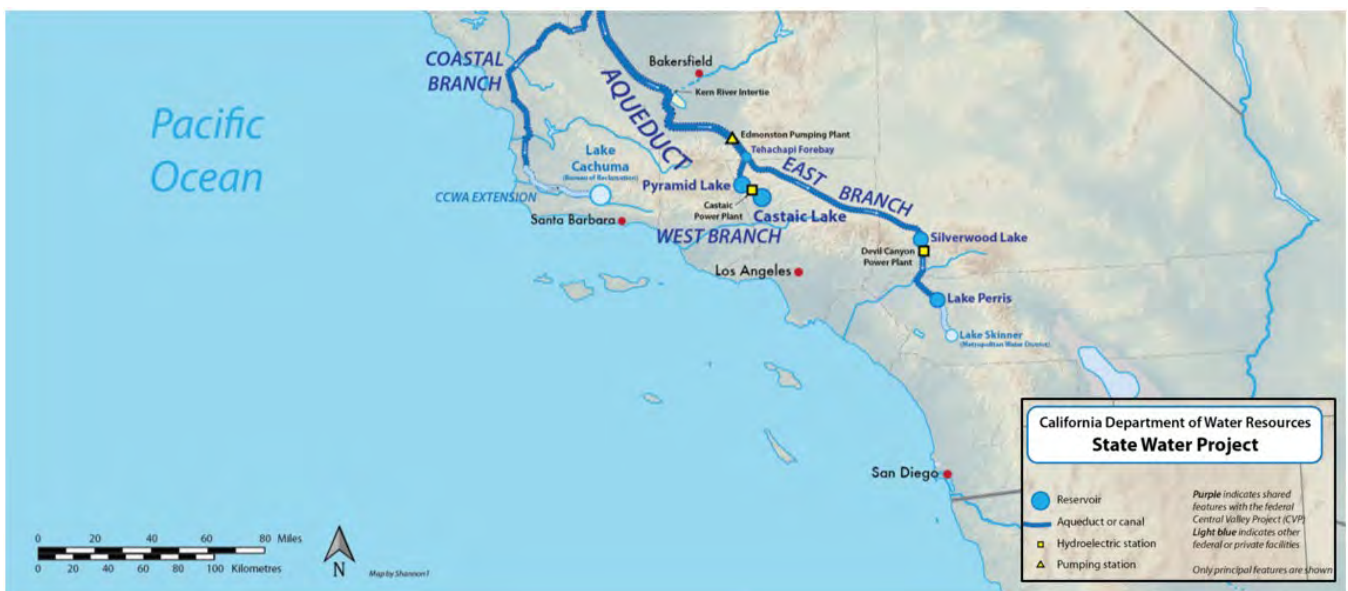 COASTAL
BRANCH
Bakersfield
Kern River Intertie
AQUEDUCT
Pacific
Ocean
Edmonston Pumping Plant
Tehachapi Forebay
Lake
Cachuma
(Bureau of Reclamation)
EAST BRANCH
CCWA EXTENSION
Pyramid Lake
Castaic
Power Plant
Castaic Lake
Santa Barbara
WEST BRANCH
Silverwood Lake
Devil Canyon
Power Plant
Los Angeles
Lake Perris
Lake Skinner
(Metropolitan Water District)
San Diego
California Department of Water Resources
State Water Project
Reservoir
Aqueduct or canal
Hydroelectric station
Pumping station
Purple indicates shared
features with the federal
Central Valley Project (CVP)
Light blue indicates other
federal or private facilities
Only principal features are shown
0 20 40 60 80 Miles
0 20 40 60 80 100 Kilometres
N
Map by Shannon1